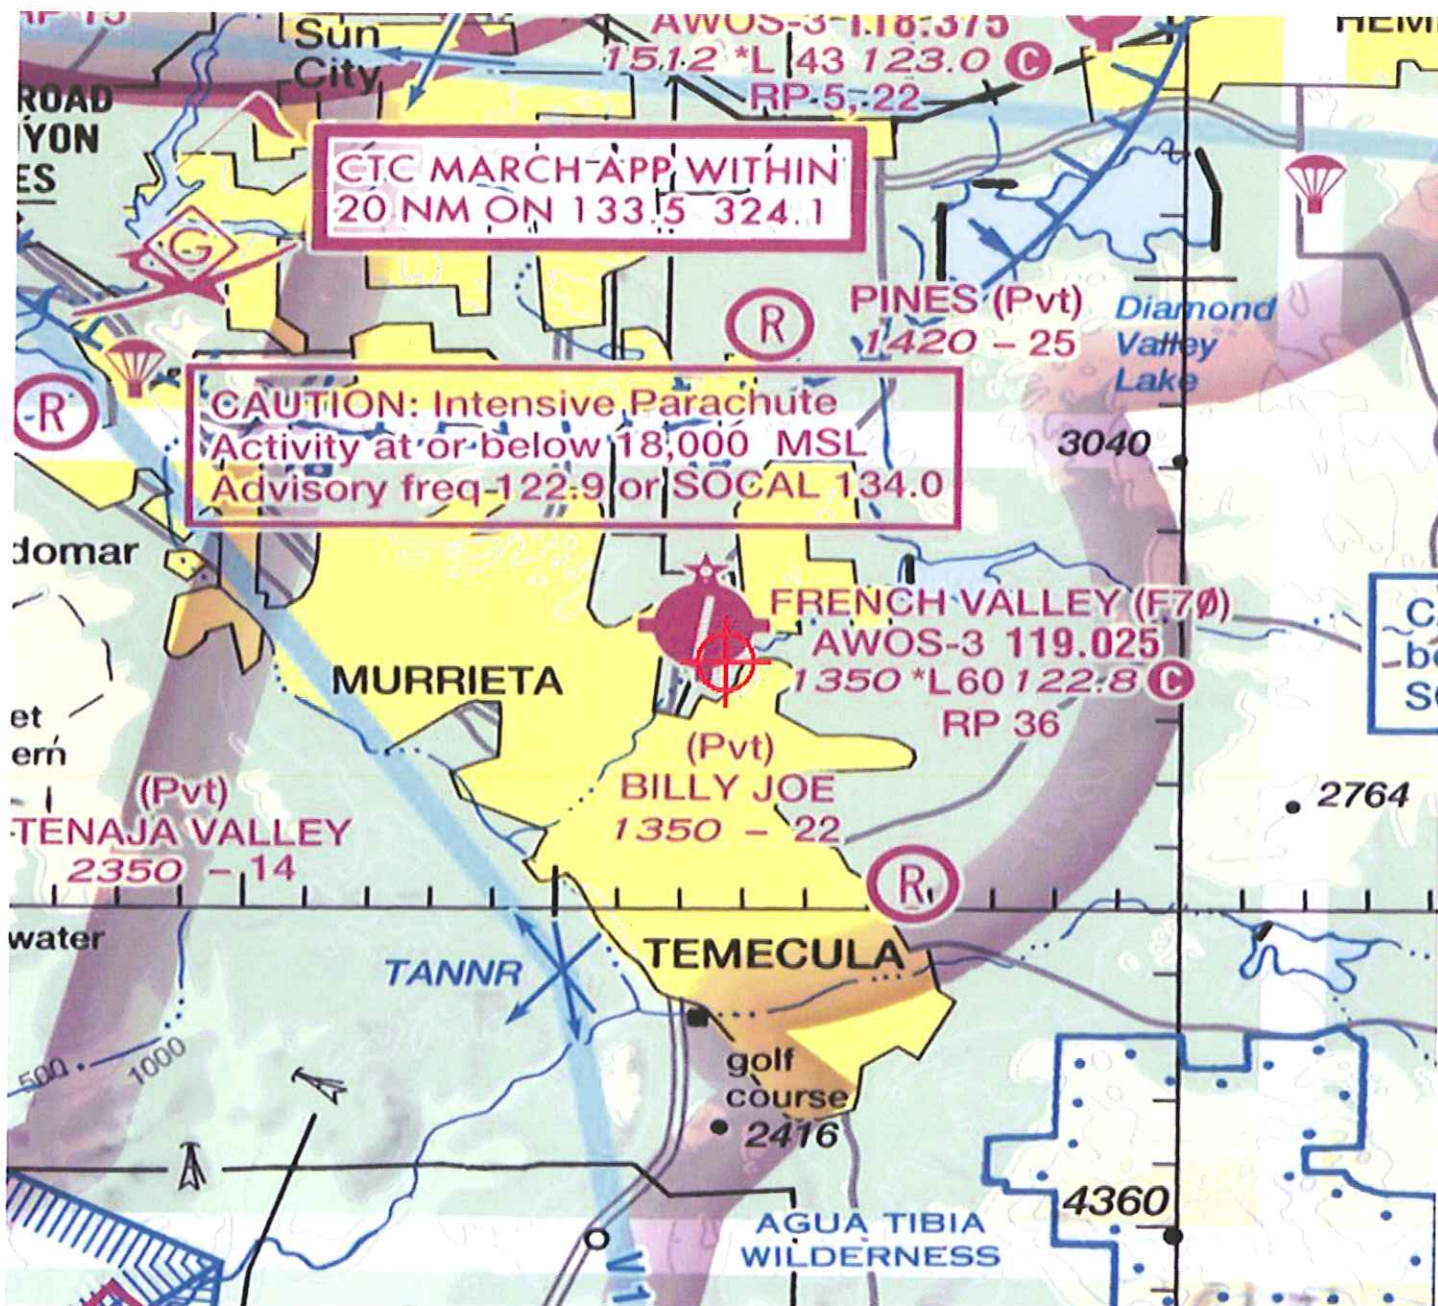 Sun
City
AWOS-3 118.375
1512 *L 43 123.0 C
RP 5, 22
ROAD
YON
ES
CTC MARCH APP WITHIN
20 NM ON 133.5 324.1
G
R
PINES (Pvt)
1420 - 25
Diamond
Valley
Lake
R
CAUTION: Intensive Parachute
Activity at or below 18,000 MSL
Advisory freq 122.9 or SOCAL 134.0
3040
domar
FRENCH VALLEY (F7Ø)
AWOS-3 119.025
1350 *L 60 122.8 C
RP 36
MURRIETA
et
ern
(Pvt)
BILLY JOE
1350 - 22
2764
(Pvt)
TENAJA VALLEY
2350 - 14
R
water
TEMECULA
TANNR
500
1000
golf
course
2416
4360
AGUA TIBIA
WILDERNESS
V1